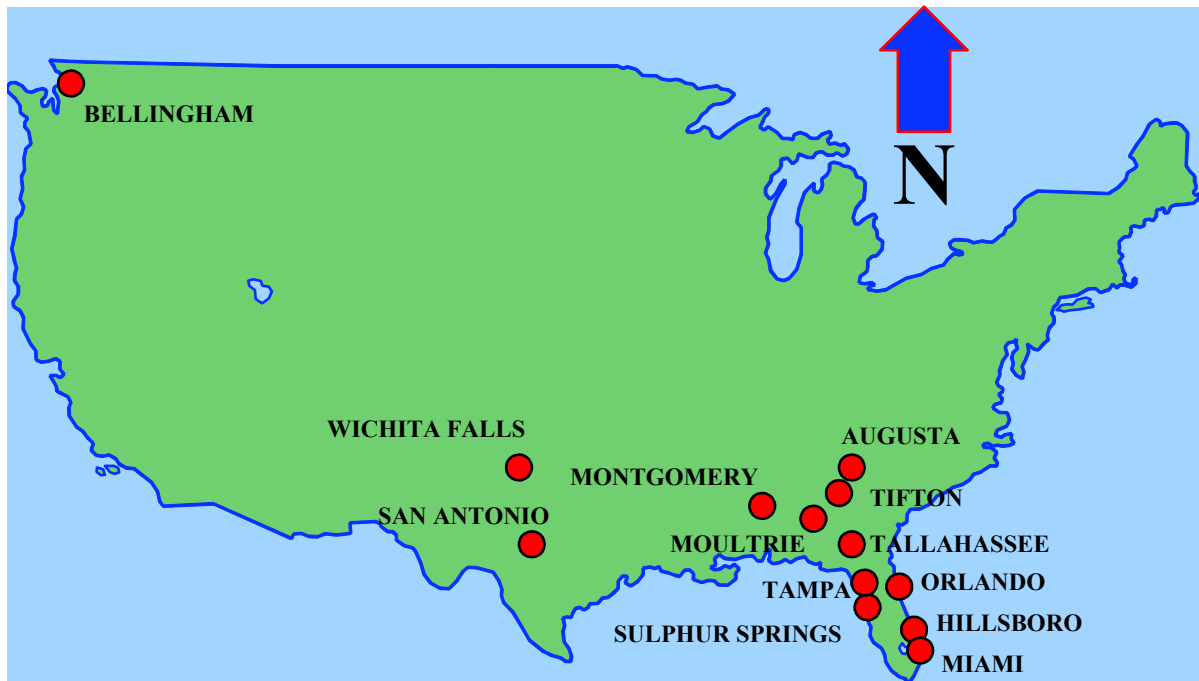 BELLINGHAM
N
WICHITA FALLS
AUGUSTA
MONTGOMERY
TIFTON
SAN ANTONIO
MOULTRIE
TALLAHASSEE
TAMPA
ORLANDO
SULPHUR SPRINGS
HILLSBORO
MIAMI